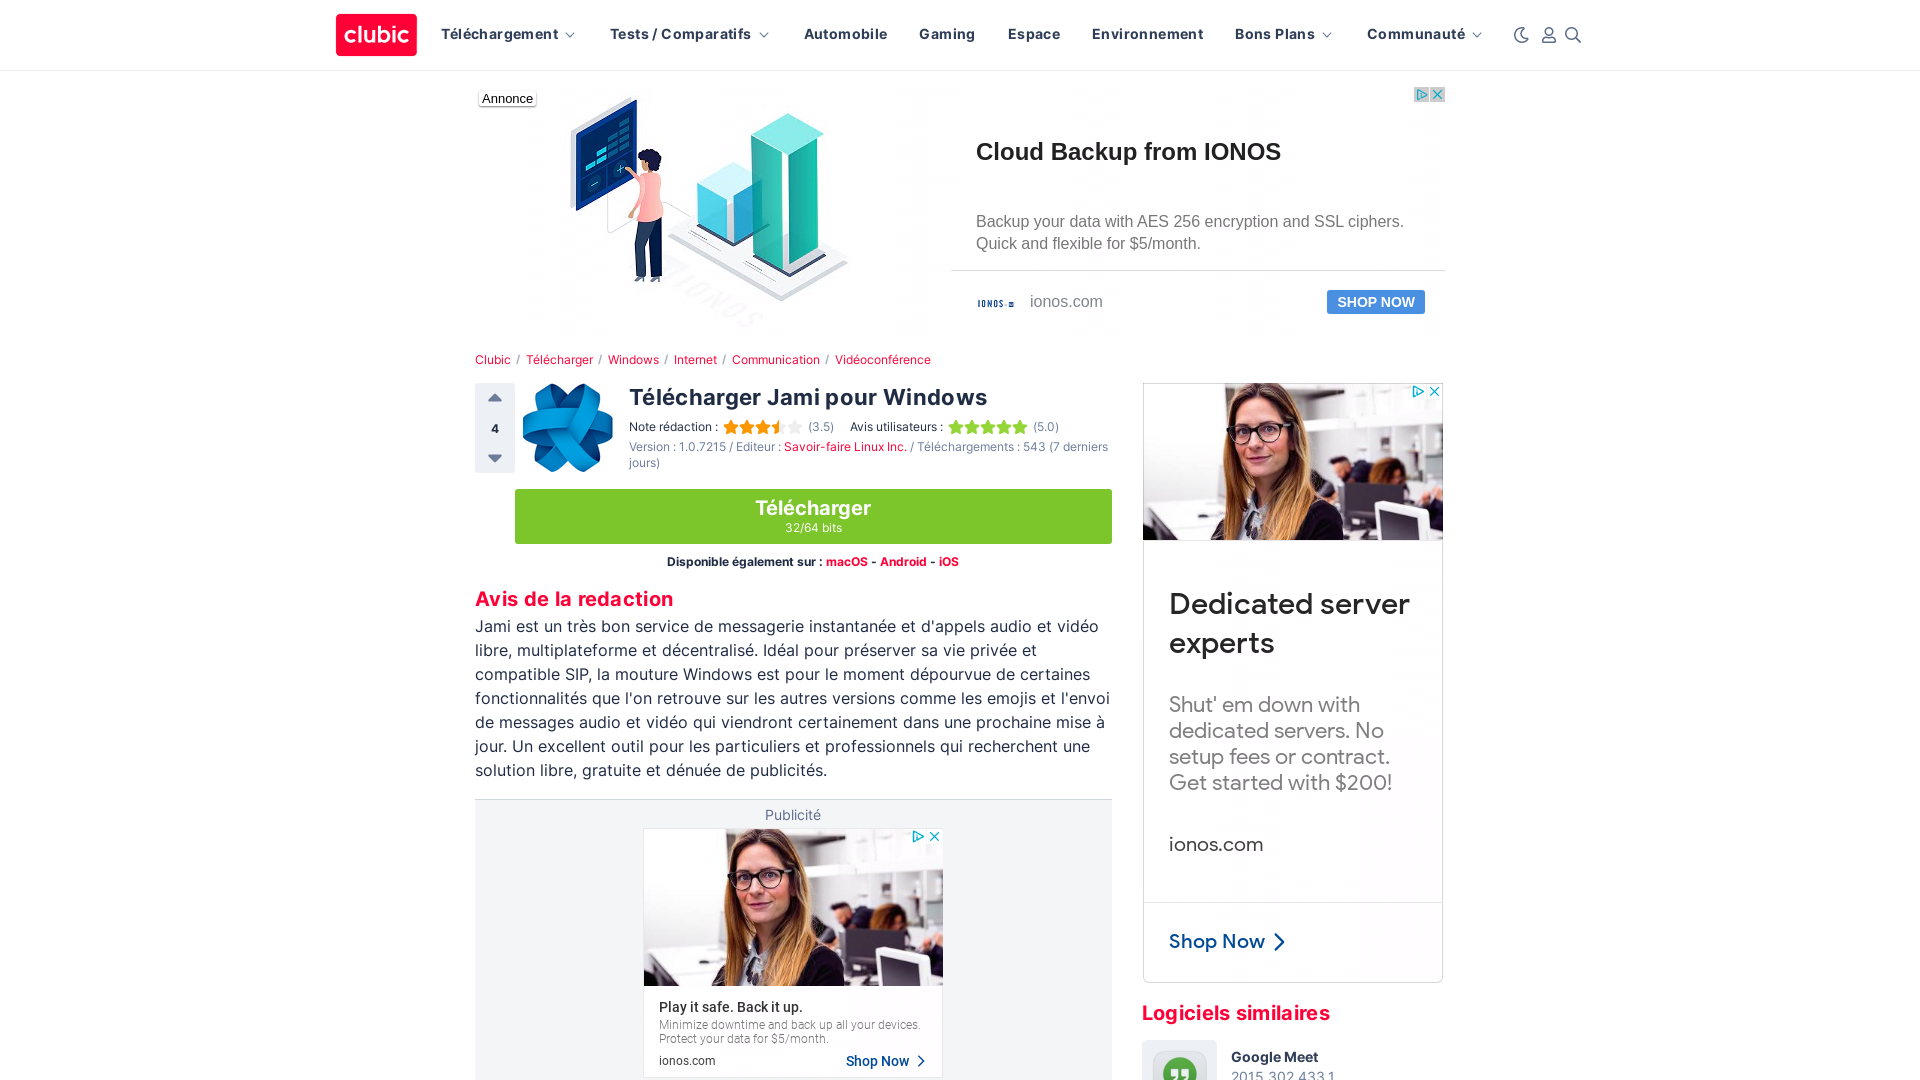 clubic
Téléchargement
Tests / Comparatifs
Automobile
Gaming
Espace
Environnement
Bons Plans
Communauté
Annonce
IONOS
Cloud Backup from IONOS
Backup your data with AES 256 encryption and SSL ciphers.
Quick and flexible for $5/month.
IONOS
ionos.com
SHOP NOW
Clubic / Télécharger / Windows / Internet / Communication / Vidéoconférence
4
Télécharger Jami pour Windows
Note rédaction : (3.5) Avis utilisateurs : (5.0)
Version : 1.0.7215 / Editeur : Savoir-faire Linux Inc. / Téléchargements : 543 (7 derniers
jours)
Télécharger
32/64 bits
Disponible également sur : macOS - Android - iOS
Avis de la redaction
Jami est un très bon service de messagerie instantanée et d'appels audio et vidéo
libre, multiplateforme et décentralisé. Idéal pour préserver sa vie privée et
compatible SIP, la mouture Windows est pour le moment dépourvue de certaines
fonctionnalités que l'on retrouve sur les autres versions comme les emojis et l'envoi
de messages audio et vidéo qui viendront certainement dans une prochaine mise à
jour. Un excellent outil pour les particuliers et professionnels qui recherchent une
solution libre, gratuite et dénuée de publicités.
Publicité
Play it safe. Back it up.
Minimize downtime and back up all your devices.
Protect your data for $5/month.
ionos.com
Shop Now
Dedicated server
experts
Shut' em down with
dedicated servers. No
setup fees or contract.
Get started with $200!
ionos.com
Shop Now
Logiciels similaires
Google Meet
2015.302.433.1